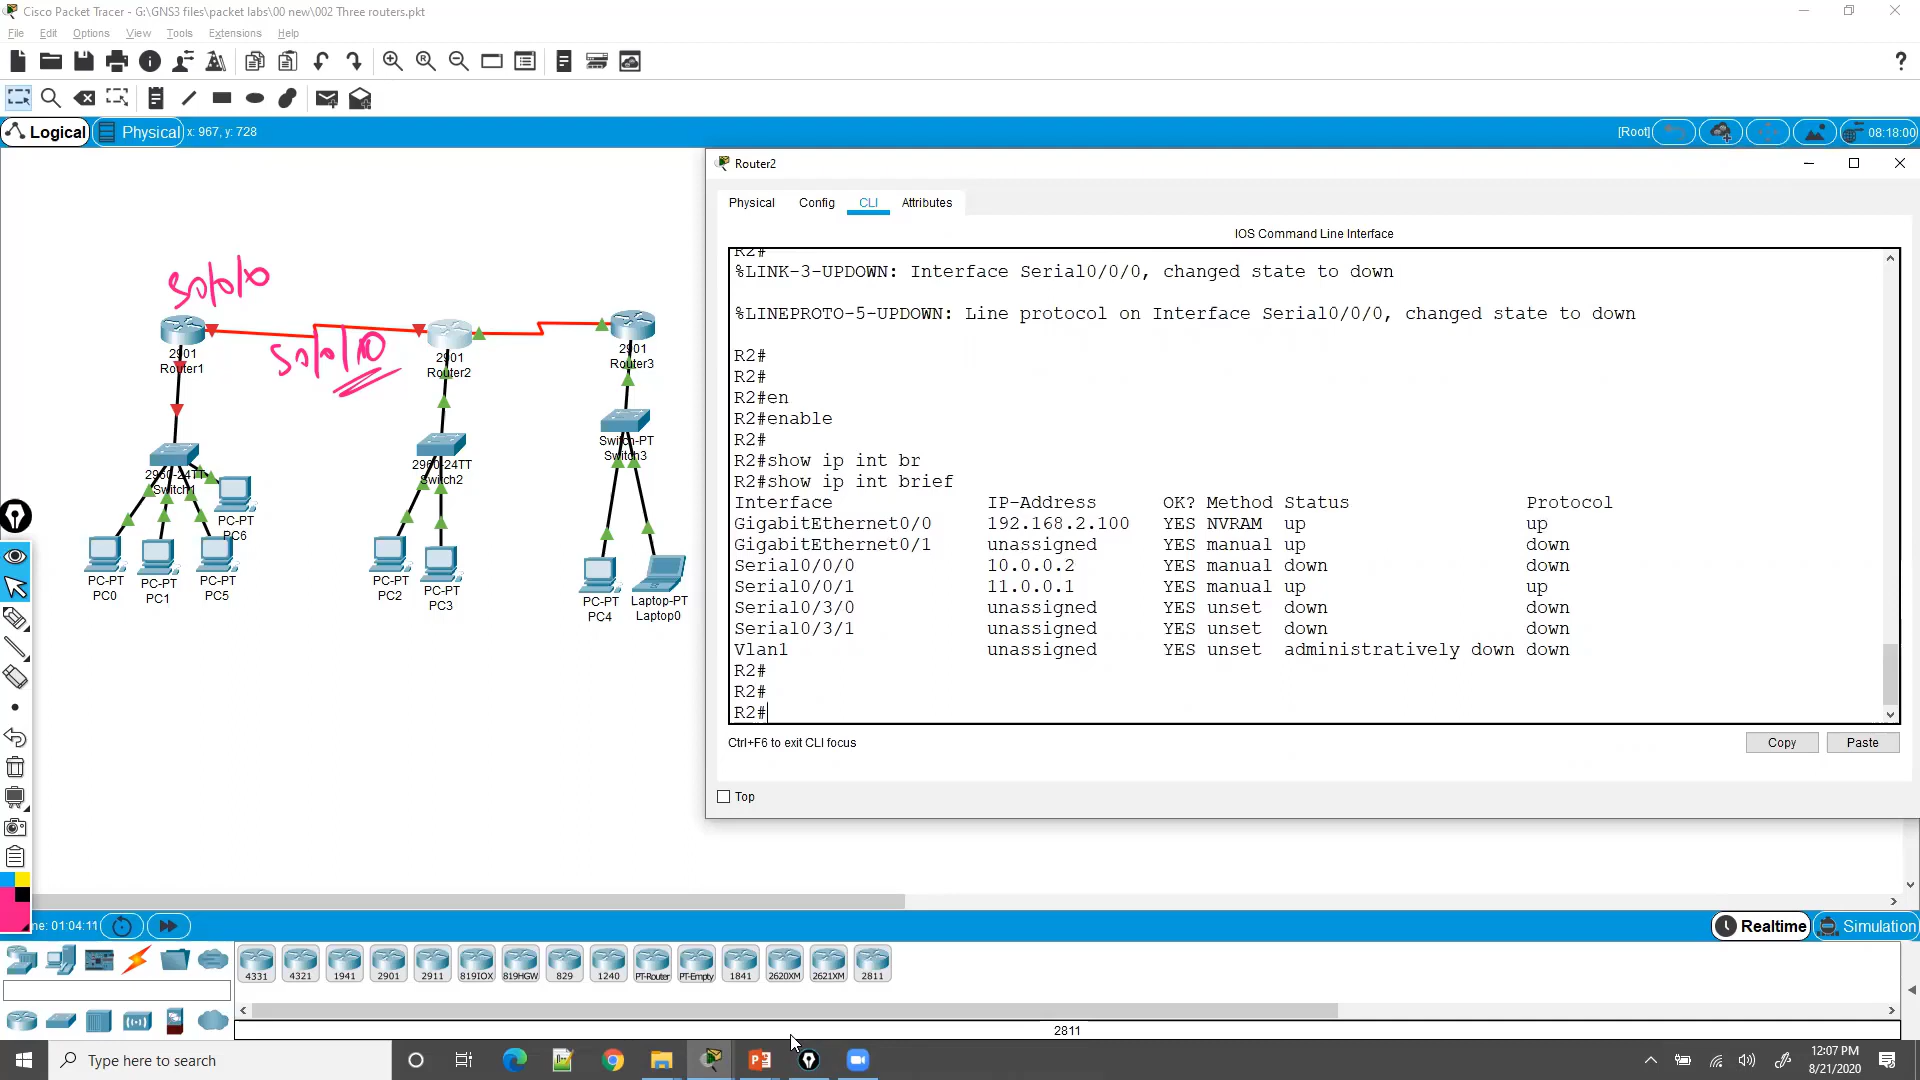 Cisco Packet Tracer - G:\GNS3 files\packet labs\00 new\002 Three routers.pkt
File Edit Options View Tools Extensions Help
Logical Physical x: 967, y: 728 [Root] 08:18:00
Router2
Physical Config CLI Attributes
IOS Command Line Interface
R2#
%LINK-3-UPDOWN: Interface Serial0/0/0, changed state to down
%LINEPROTO-5-UPDOWN: Line protocol on Interface Serial0/0/0, changed state to down
R2#
R2#
R2#en
R2#enable
R2#
R2#show ip int br
R2#show ip int brief
Interface IP-Address OK? Method Status Protocol
GigabitEthernet0/0 192.168.2.100 YES NVRAM up up
GigabitEthernet0/1 unassigned YES manual up down
Serial0/0/0 10.0.0.2 YES manual down down
Serial0/0/1 11.0.0.1 YES manual up up
Serial0/3/0 unassigned YES unset down down
Serial0/3/1 unassigned YES unset down down
Vlan1 unassigned YES unset administratively down down
R2#
R2#
R2#
Ctrl+F6 to exit CLI focus
Copy Paste
Top
So/o/o
So/o/o
2901
Router1
2901
Router2
2901
Router3
2960-24TT
Switch1
2960-24TT
Switch2
Switch-PT
Switch3
PC-PT
PC6
PC-PT
PC0
PC-PT
PC1
PC-PT
PC5
PC-PT
PC2
PC-PT
PC3
PC-PT
PC4
Laptop-PT
Laptop0
me: 01:04:11
Realtime Simulation
4331 4321 1941 2901 2911 819IOX 819HGW 829 1240 PT-Router PT-Empty 1841 2620XM 2621XM 2811
2811
Type here to search
12:07 PM
8/21/2020